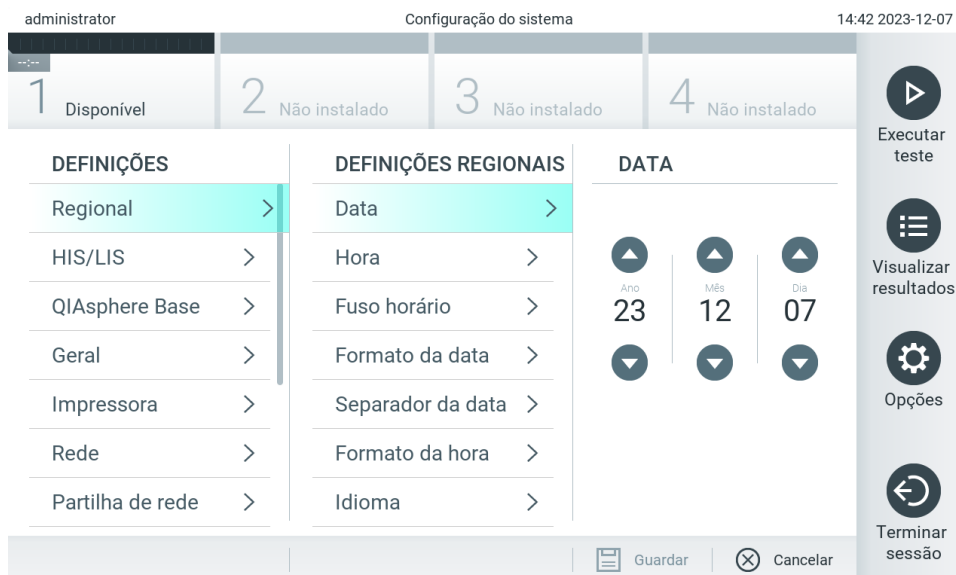 administrator
Configuração do sistema
14:42 2023-12-07
--:--
1 Disponível
2 Não instalado
3 Não instalado
4 Não instalado
DEFINIÇÕES
Regional
HIS/LIS
QIAsphere Base
Geral
Impressora
Rede
Partilha de rede
DEFINIÇÕES REGIONAIS
Data
Hora
Fuso horário
Formato da data
Separador da data
Formato da hora
Idioma
DATA
Ano
23
Mês
12
Dia
07
Executar
teste
Visualizar
resultados
Opções
Terminar
sessão
Guardar
Cancelar